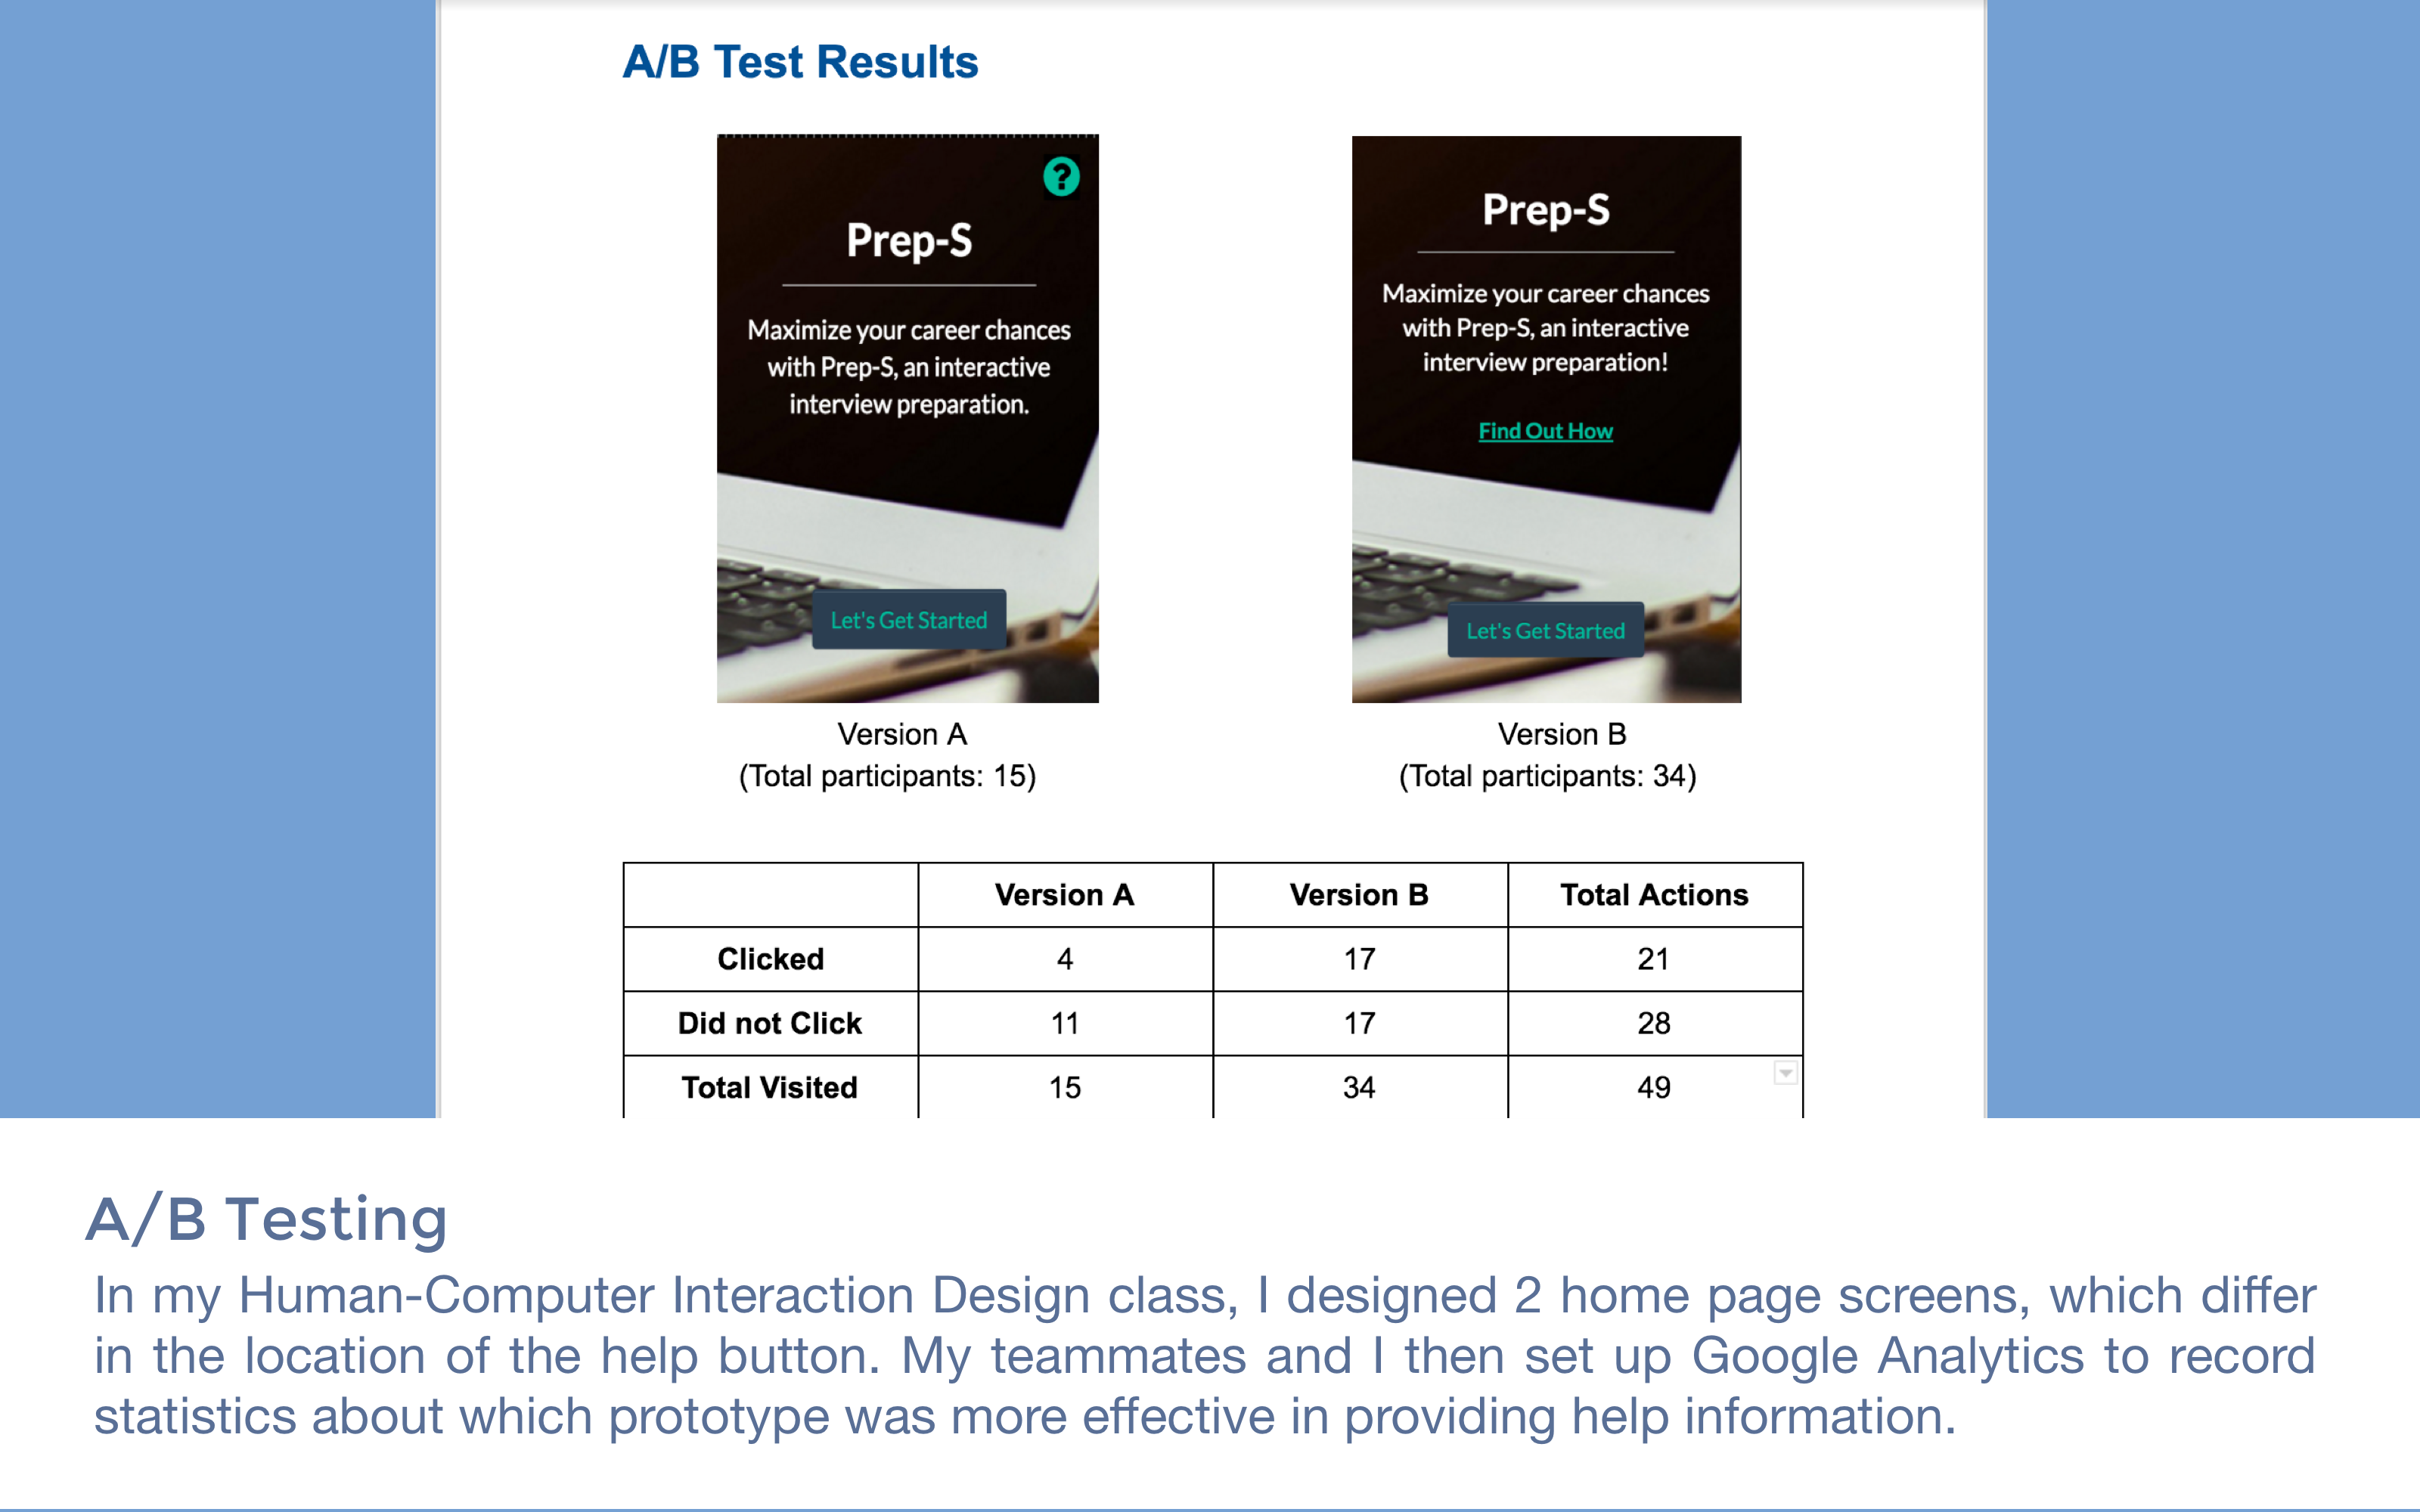 A/B Test Results
?
Prep-S
Maximize your career chances
with Prep-S, an interactive
interview preparation.
Let's Get Started
Version A
(Total participants: 15)
Prep-S
Maximize your career chances
with Prep-S, an interactive
interview preparation!
Find Out How
Let's Get Started
Version B
(Total participants: 34)
Version A Version B Total Actions
Clicked 4 17 21
Did not Click 11 17 28
Total Visited 15 34 49
A/B Testing
In my Human-Computer Interaction Design class, I designed 2 home page screens, which differ
in the location of the help button. My teammates and I then set up Google Analytics to record
statistics about which prototype was more effective in providing help information.